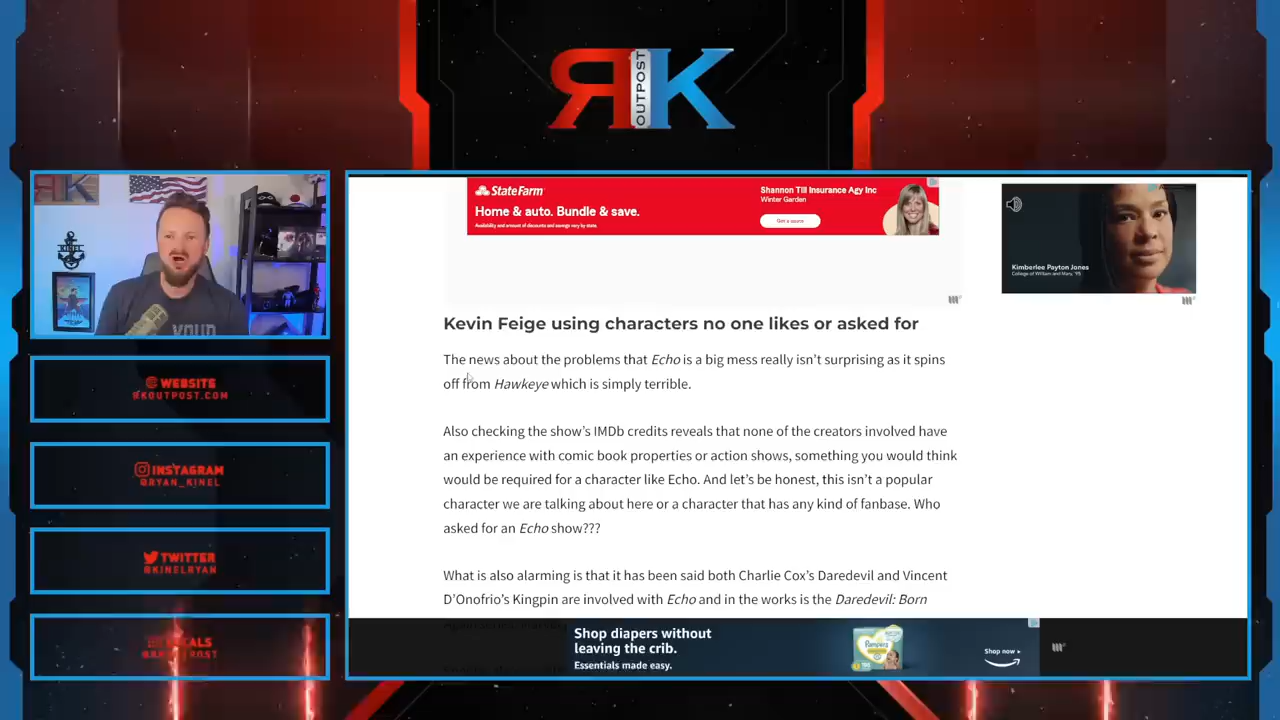 RK
OUTPOST
StateFarm
Home & auto. Bundle & save.
Availability and amount of discounts and savings vary by state.
Shannon Till Insurance Agy Inc
Winter Garden
Get a quote
Kimberlee Payton Jones
College of William and Mary, '95
YOUR
Kevin Feige using characters no one likes or asked for
The news about the problems that Echo is a big mess really isn't surprising as it spins
off from Hawkeye which is simply terrible.
Also checking the show's IMDb credits reveals that none of the creators involved have
an experience with comic book properties or action shows, something you would think
would be required for a character like Echo. And let's be honest, this isn't a popular
character we are talking about here or a character that has any kind of fanbase. Who
asked for an Echo show???
What is also alarming is that it has been said both Charlie Cox's Daredevil and Vincent
D'Onofrio's Kingpin are involved with Echo and in the works is the Daredevil: Born
WEBSITE
RKOUTPOST.COM
INSTAGRAM
@RYAN_KINEL
TWITTER
@KINELRYAN
Shop diapers without
leaving the crib.
Essentials made easy.
Pampers
Shop now